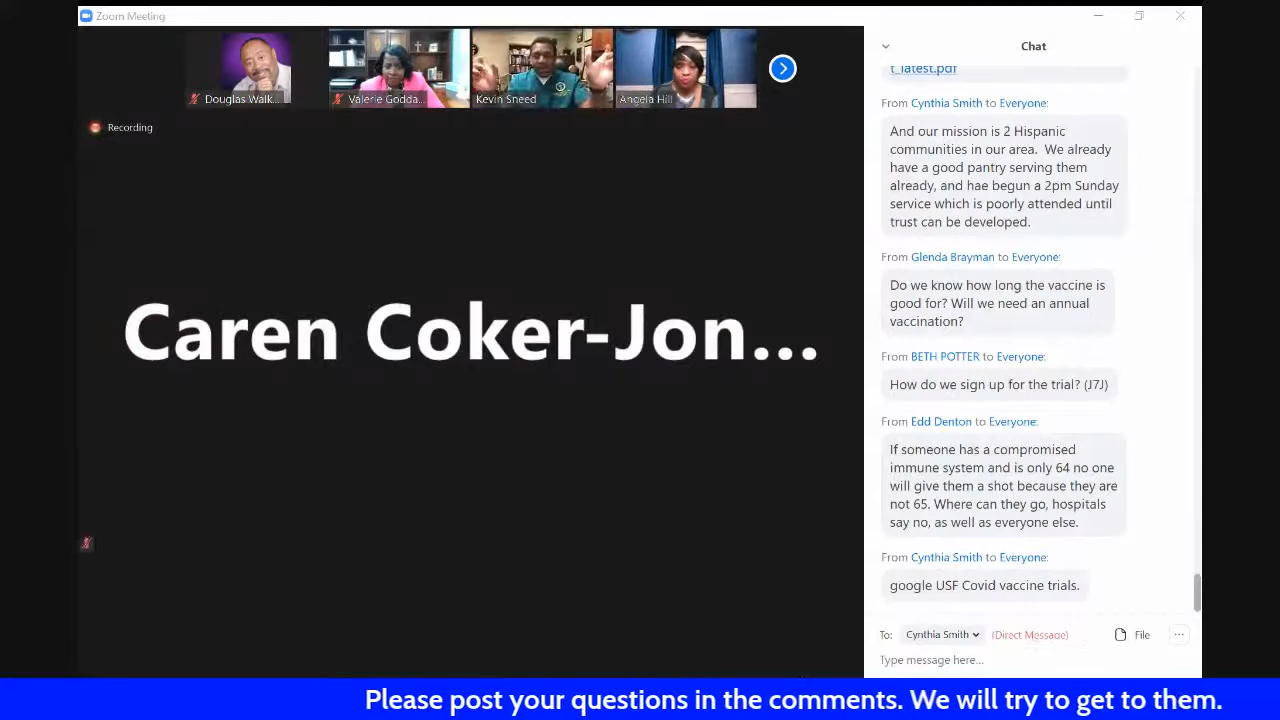 Zoom Meeting
Douglas Walk...
Valerie Godda...
Kevin Sneed
Angela Hill
Recording
Caren Coker-Jon...
Chat
t_latest.pdf
From Cynthia Smith to Everyone:
And our mission is 2 Hispanic
communities in our area. We already
have a good pantry serving them
already, and hae begun a 2pm Sunday
service which is poorly attended until
trust can be developed.
From Glenda Brayman to Everyone:
Do we know how long the vaccine is
good for? Will we need an annual
vaccination?
From BETH POTTER to Everyone:
How do we sign up for the trial? (J7J)
From Edd Denton to Everyone:
If someone has a compromised
immune system and is only 64 no one
will give them a shot because they are
not 65. Where can they go, hospitals
say no, as well as everyone else.
From Cynthia Smith to Everyone:
google USF Covid vaccine trials.
To: Cynthia Smith (Direct Message) File
Type message here...
Please post your questions in the comments. We will try to get to them.